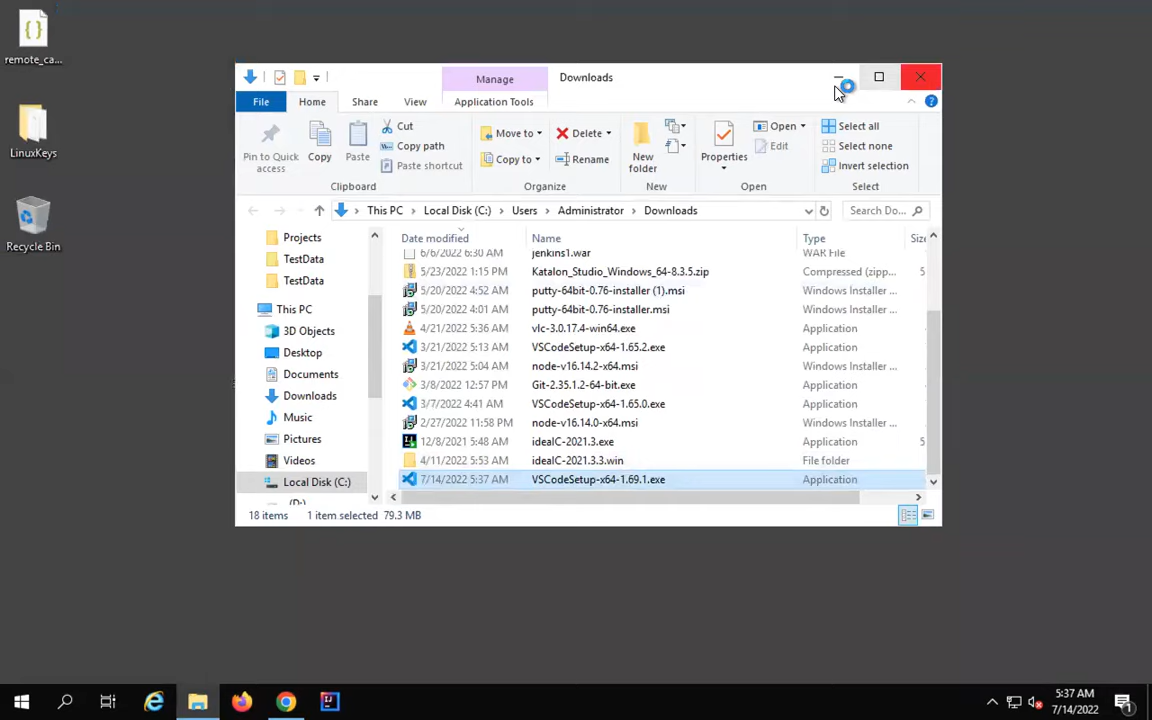 remote_ca...
LinuxKeys
Recycle Bin
Manage
Downloads
File
Home
Share
View
Application Tools
Pin to Quick access
Copy
Paste
Cut
Copy path
Paste shortcut
Clipboard
Move to
Copy to
Delete
Rename
Organize
New folder
New
Properties
Open
Edit
Open
Select all
Select none
Invert selection
Select
This PC
Local Disk (C:)
Users
Administrator
Downloads
Search Do...
Projects
TestData
TestData
This PC
3D Objects
Desktop
Documents
Downloads
Music
Pictures
Videos
Local Disk (C:)
(D:)
Date modified Name Type Size
6/6/2022 6:30 AM jenkins1.war WAR File
5/23/2022 1:15 PM Katalon_Studio_Windows_64-8.3.5.zip Compressed (zipp... 5
5/20/2022 4:52 AM putty-64bit-0.76-installer (1).msi Windows Installer ...
5/20/2022 4:01 AM putty-64bit-0.76-installer.msi Windows Installer ...
4/21/2022 5:36 AM vlc-3.0.17.4-win64.exe Application
3/21/2022 5:13 AM VSCodeSetup-x64-1.65.2.exe Application
3/21/2022 5:04 AM node-v16.14.2-x64.msi Windows Installer ...
3/8/2022 12:57 PM Git-2.35.1.2-64-bit.exe Application
3/7/2022 4:41 AM VSCodeSetup-x64-1.65.0.exe Application
2/27/2022 11:58 PM node-v16.14.0-x64.msi Windows Installer ...
12/8/2021 5:48 AM ideaIC-2021.3.exe Application 5
4/11/2022 5:53 AM ideaIC-2021.3.3.win File folder
7/14/2022 5:37 AM VSCodeSetup-x64-1.69.1.exe Application
18 items 1 item selected 79.3 MB
5:37 AM
7/14/2022
1